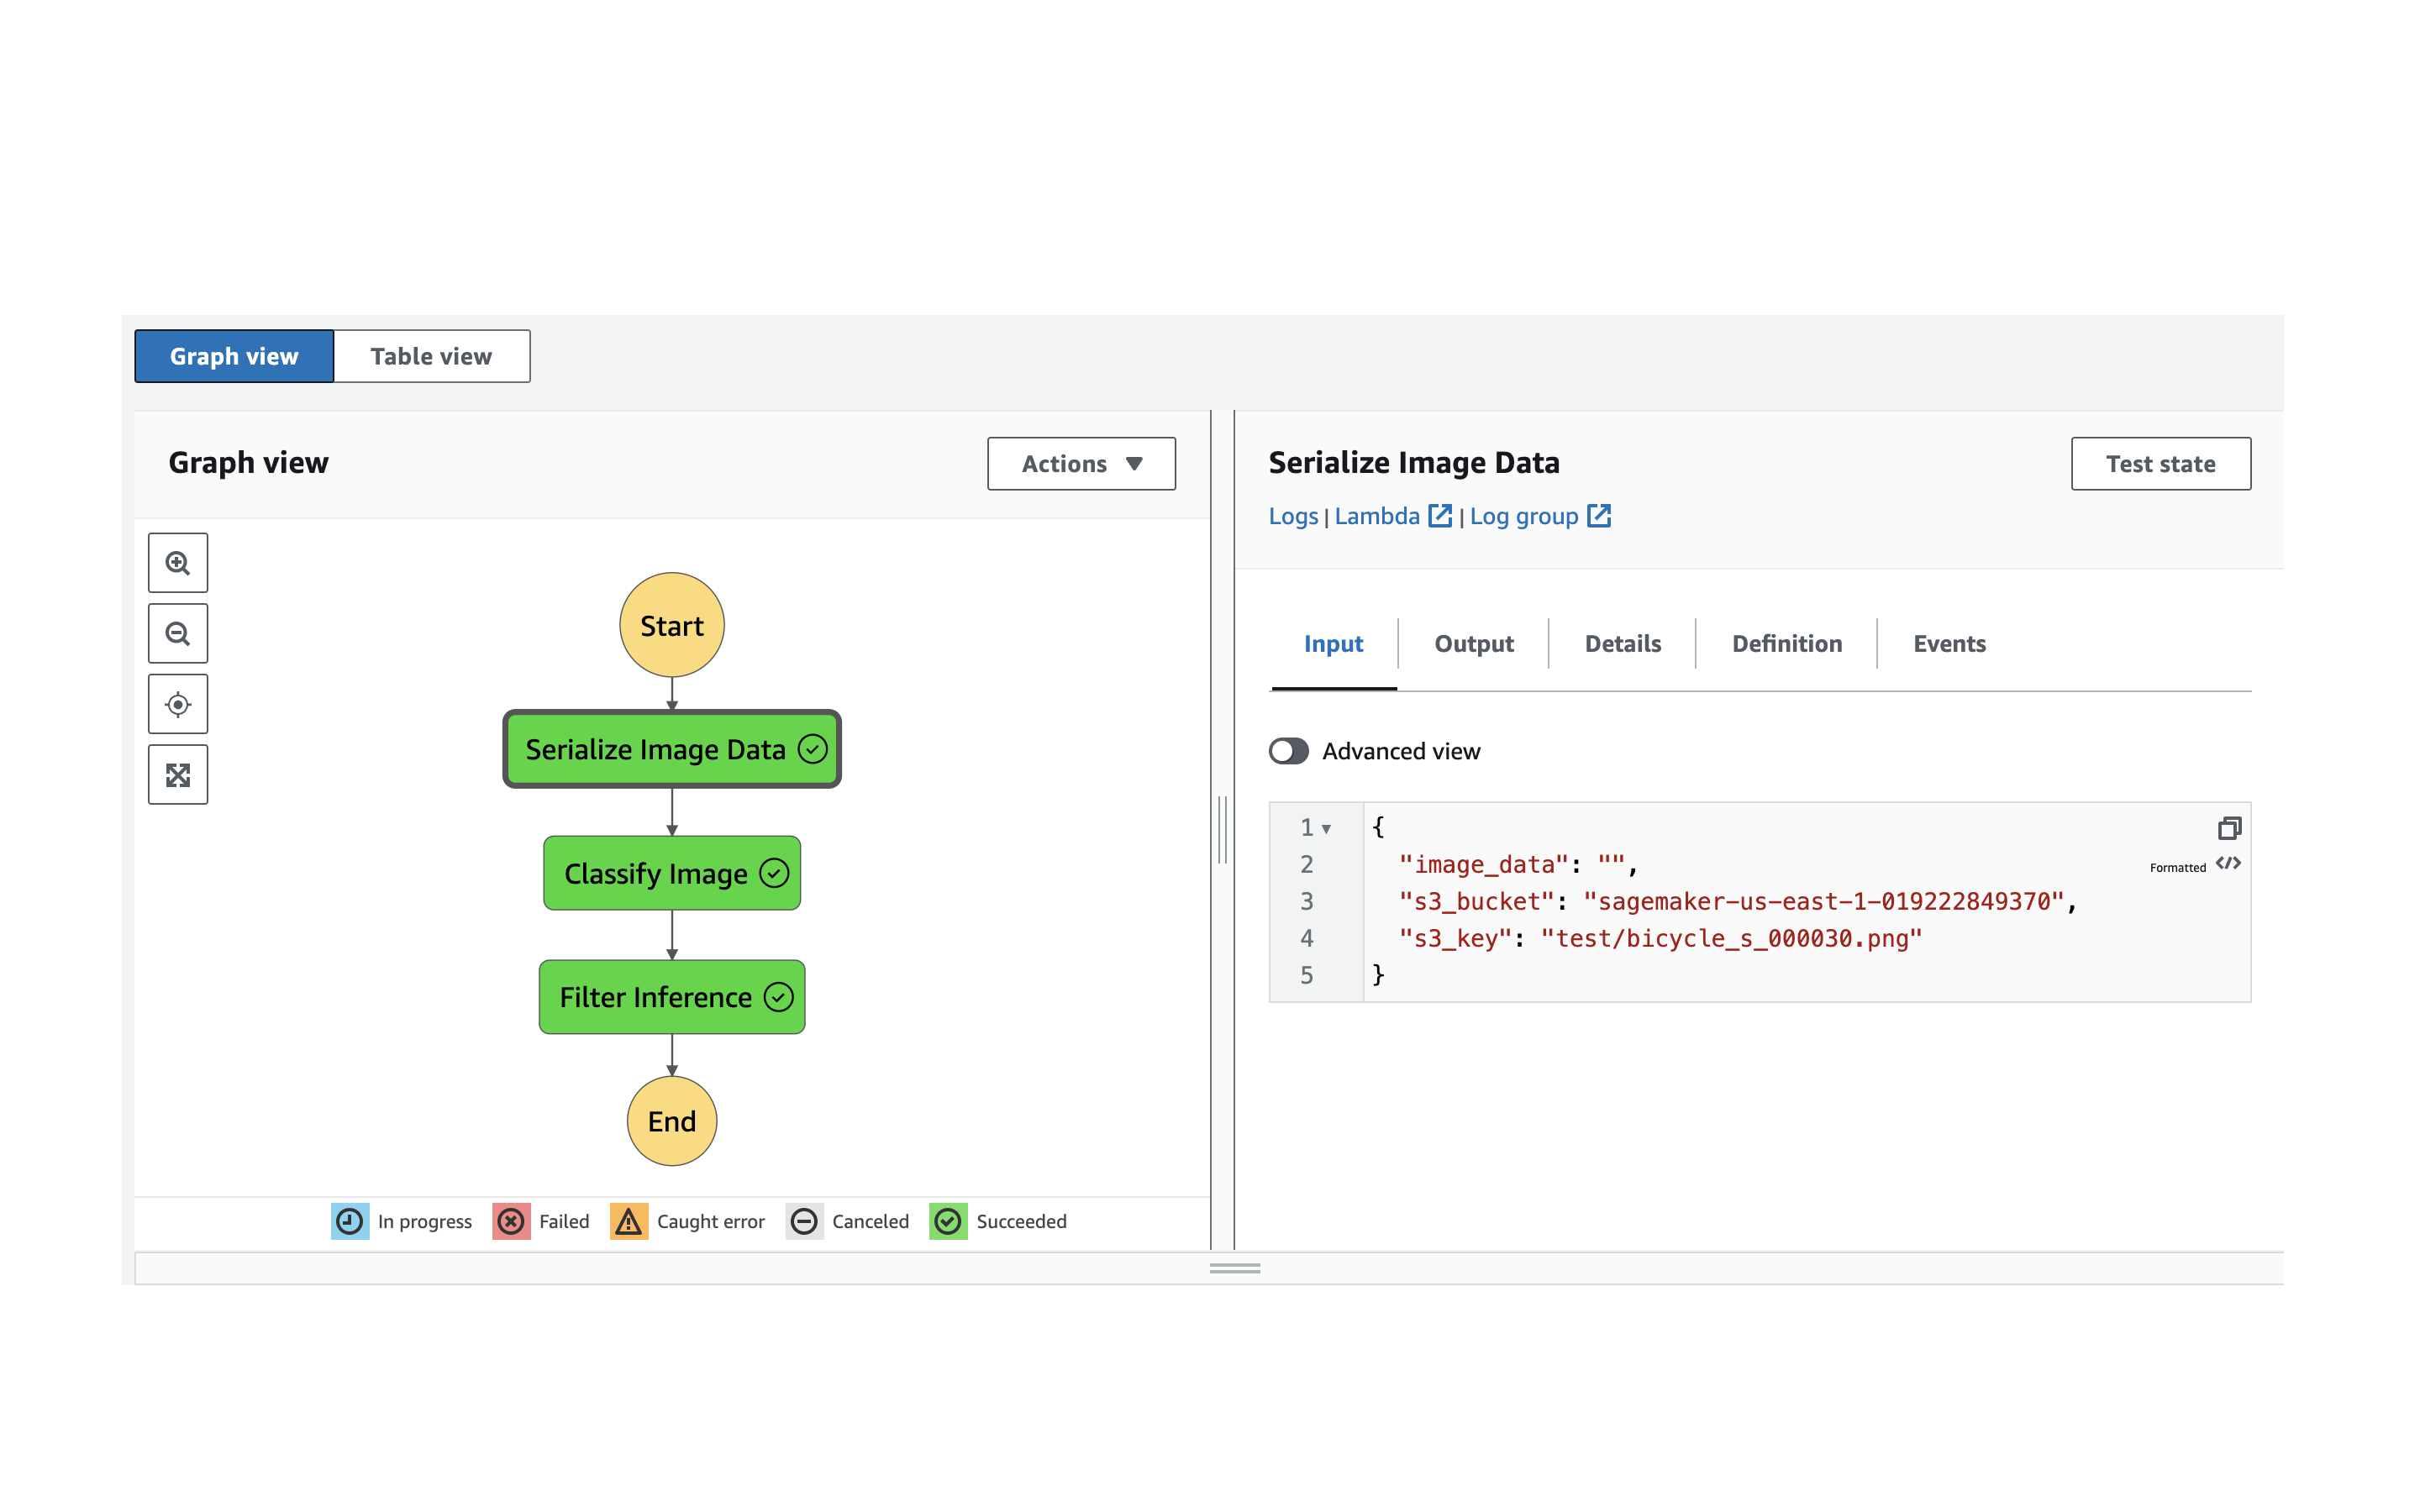 Graph view
Table view
Graph view
Actions
Start
Serialize Image Data
Classify Image
Filter Inference
End
In progress
Failed
Caught error
Canceled
Succeeded
Serialize Image Data
Test state
Logs | Lambda | Log group
Input
Output
Details
Definition
Events
Advanced view
1 {
2 "image_data": "",
Formatted </>
3 "s3_bucket": "sagemaker-us-east-1-019222849370",
4 "s3_key": "test/bicycle_s_000030.png"
5 }